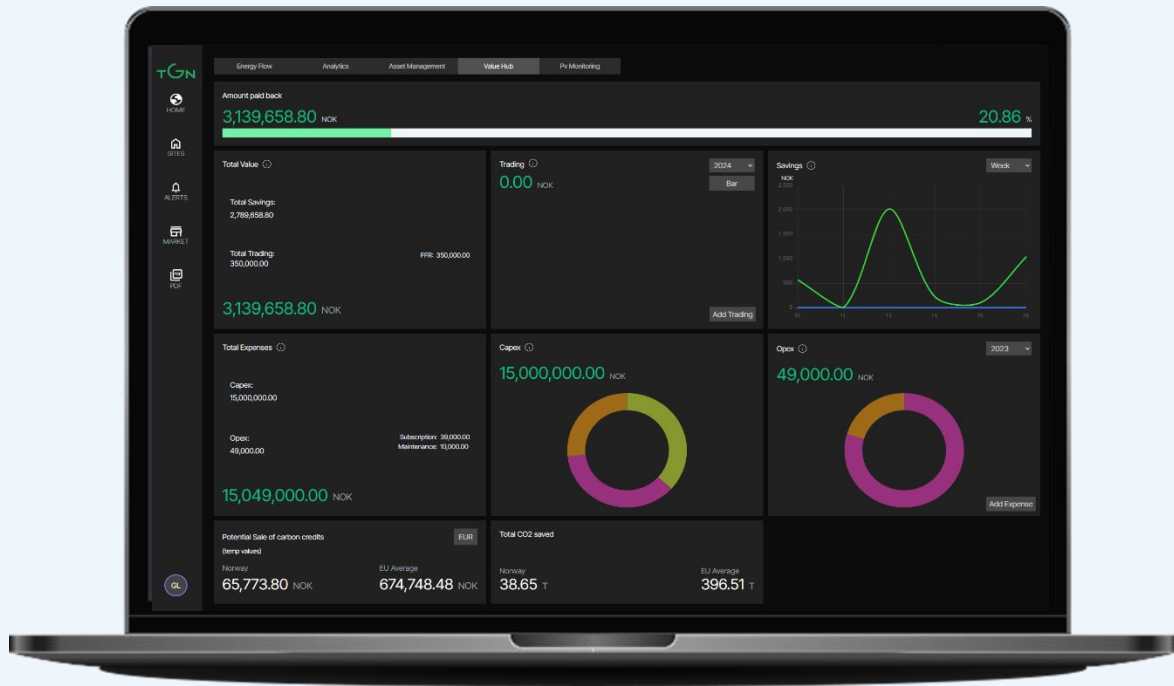 TGN
HOME
SITES
ALERTS
MARKET
PDF
GL
Energy Flow Analytics Asset Management Value Hub Pv Monitoring
Amount paid back
3,139,658.80 NOK 20.86 %
Total Value
Total Savings:
2,789,658.80
Total Trading:
350,000.00
FFR: 350,000.00
3,139,658.80 NOK
Trading
2024
0.00 NOK
Bar
Add Trading
Savings
Week
NOK
2,500
2,000
1,500
1,000
500
0
Total Expenses
Capex:
15,000,000.00
Opex:
49,000.00
Subscription: 39,000.00
Maintenance: 10,000.00
15,049,000.00 NOK
Capex
15,000,000.00 NOK
Opex
2023
49,000.00 NOK
Add Expense
Potential Sale of carbon credits
EUR
(temp values)
Norway EU Average
65,773.80 NOK 674,748.48 NOK
Total CO2 saved
Norway EU Average
38.65 T 396.51 T